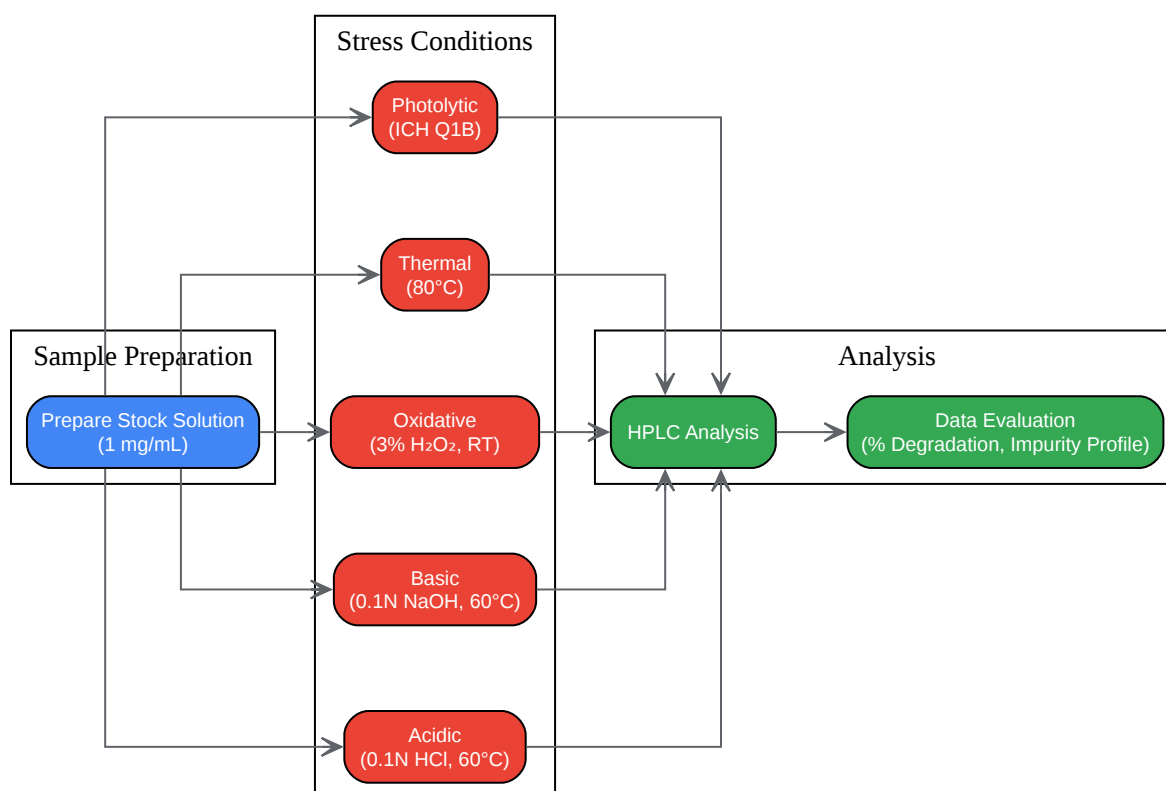 Stress Conditions
Photolytic
(ICH Q1B)
Thermal
(80°C)
Sample Preparation
Prepare Stock Solution
(1 mg/mL)
Oxidative
(3% H₂O₂, RT)
Analysis
HPLC Analysis
Data Evaluation
(% Degradation, Impurity Profile)
Basic
(0.1N NaOH, 60°C)
Acidic
(0.1N HCl, 60°C)